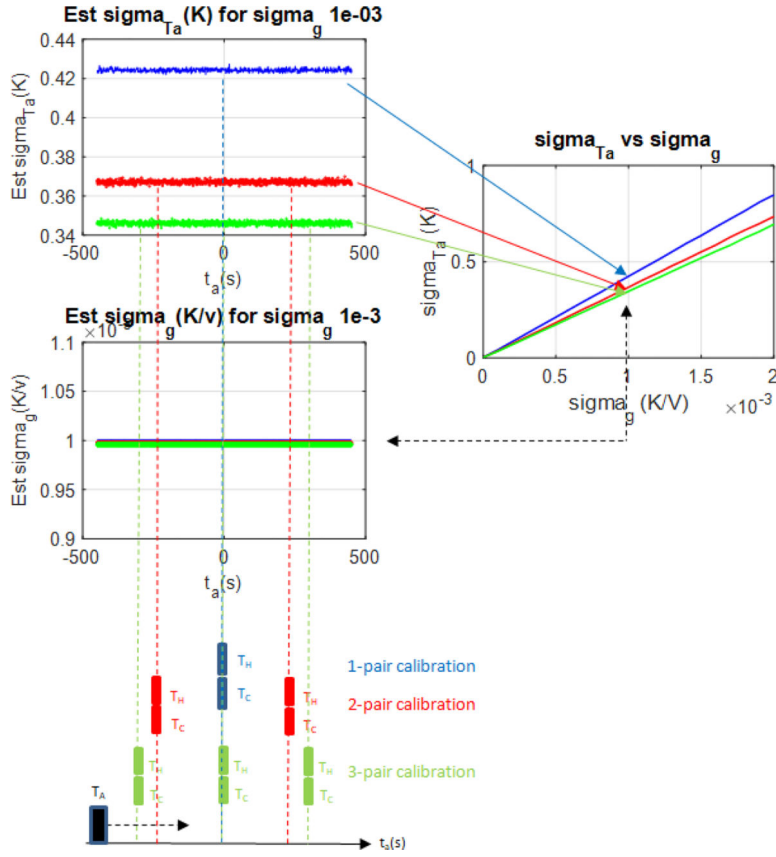 Est sigma_Ta(K) for sigma_g 1e-03
0.44
0.42
0.4
0.38
0.36
0.34
-500
0
500
t_a(s)
Est sigma_Ta(K)
sigma_Ta vs sigma_g
1
0.5
0
0
0.5
1
1.5
2
sigma_g (K/V)
×10^-3
sigma_Ta (K)
Est sigma_g(K/v) for sigma_g 1e-3
1.1
1.05
1
0.95
0.9
-500
0
500
t_a(s)
Est sigma_g(K/v)
T_H
1-pair calibration
T_C
T_H
T_H
2-pair calibration
T_C
T_C
T_H
T_H
T_H
3-pair calibration
T_C
T_C
T_C
T_A
t_a(s)